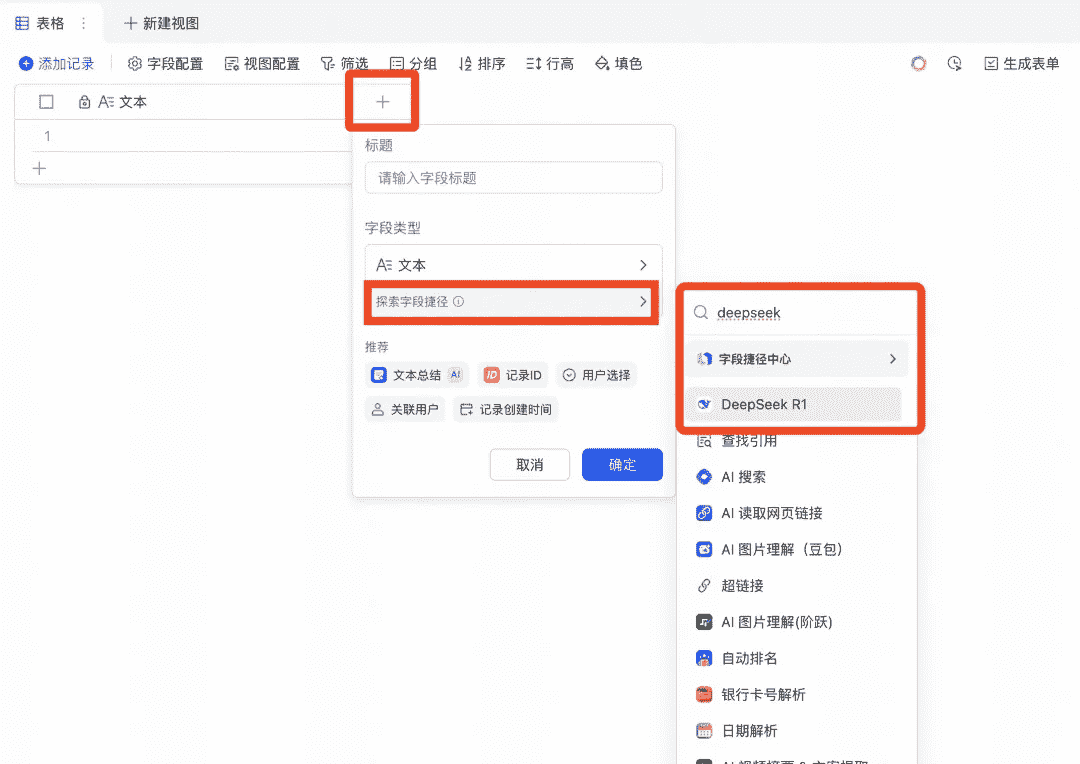 表格 新建视图
添加记录 字段配置 视图配置 筛选 分组 排序 行高 填色 生成表单
文本
1
标题
请输入字段标题
字段类型
文本
探索字段捷径
推荐
文本总结 AI 记录ID 用户选择
关联用户 记录创建时间
取消 确定
deepseek
字段捷径中心
DeepSeek R1
查找引用
AI 搜索
AI 读取网页链接
AI 图片理解（豆包）
超链接
AI 图片理解(阶跃)
自动排名
银行卡号解析
日期解析